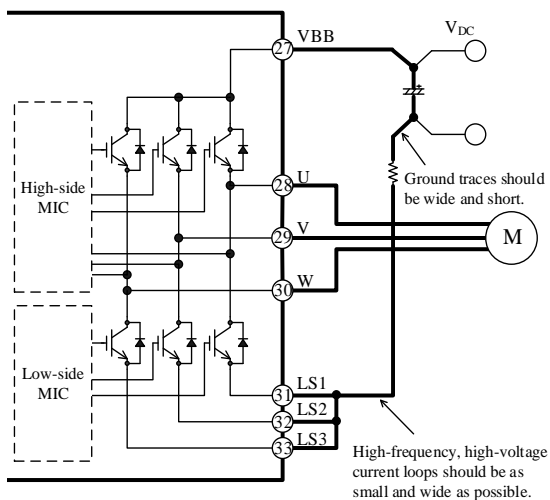 27
VBB
VDC
High-side
MIC
Ground traces should
be wide and short.
28
U
29
V
M
30
W
Low-side
MIC
31
LS1
32
LS2
33
LS3
High-frequency, high-voltage
current loops should be as
small and wide as possible.